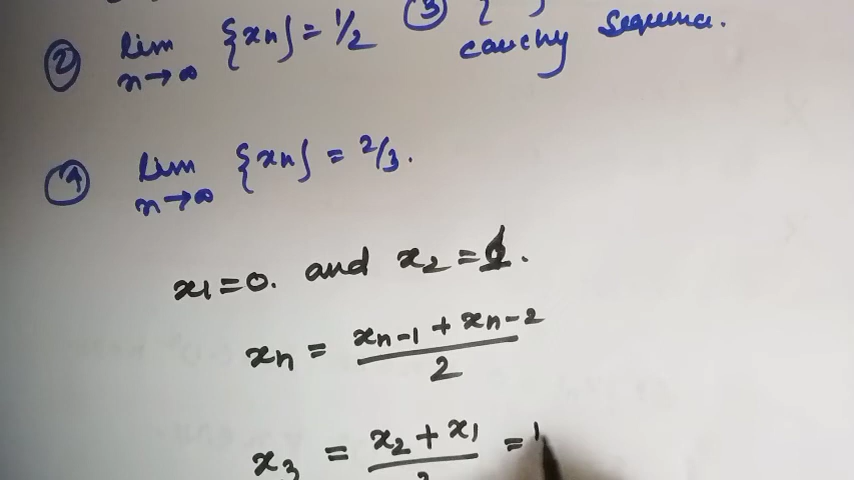 ② lim {xn} = 1/2 ③ { }
n→∞ cauchy sequence.
④ lim {xn} = 2/3.
n→∞
x1 = 0. and x2 = 1.
xn = (xn-1 + xn-2) / 2
x3 = (x2 + x1) / 2 = 1